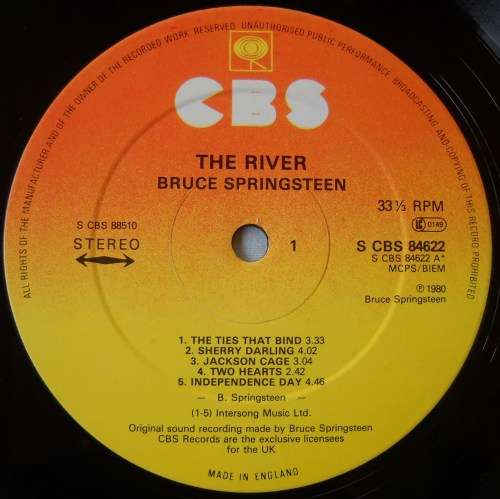 ALL RIGHTS OF THE MANUFACTURER AND OF THE OWNER OF THE RECORDED WORK RESERVED. UNAUTHORISED PUBLIC PERFORMANCE, BROADCASTING AND COPYING OF THIS RECORD PROHIBITED
CBS
THE RIVER
BRUCE SPRINGSTEEN
S CBS 88510
STEREO
1
33⅓ RPM
LC 0149
S CBS 84622
S CBS 84622 A*
MCPS/BIEM
℗ 1980
Bruce Springsteen
1. THE TIES THAT BIND 3.33
2. SHERRY DARLING 4.02
3. JACKSON CAGE 3.04
4. TWO HEARTS 2.42
5. INDEPENDENCE DAY 4.46
— B. Springsteen —
(1-5) Intersong Music Ltd.
Original sound recording made by Bruce Springsteen
CBS Records are the exclusive licensees
for the UK
MADE IN ENGLAND